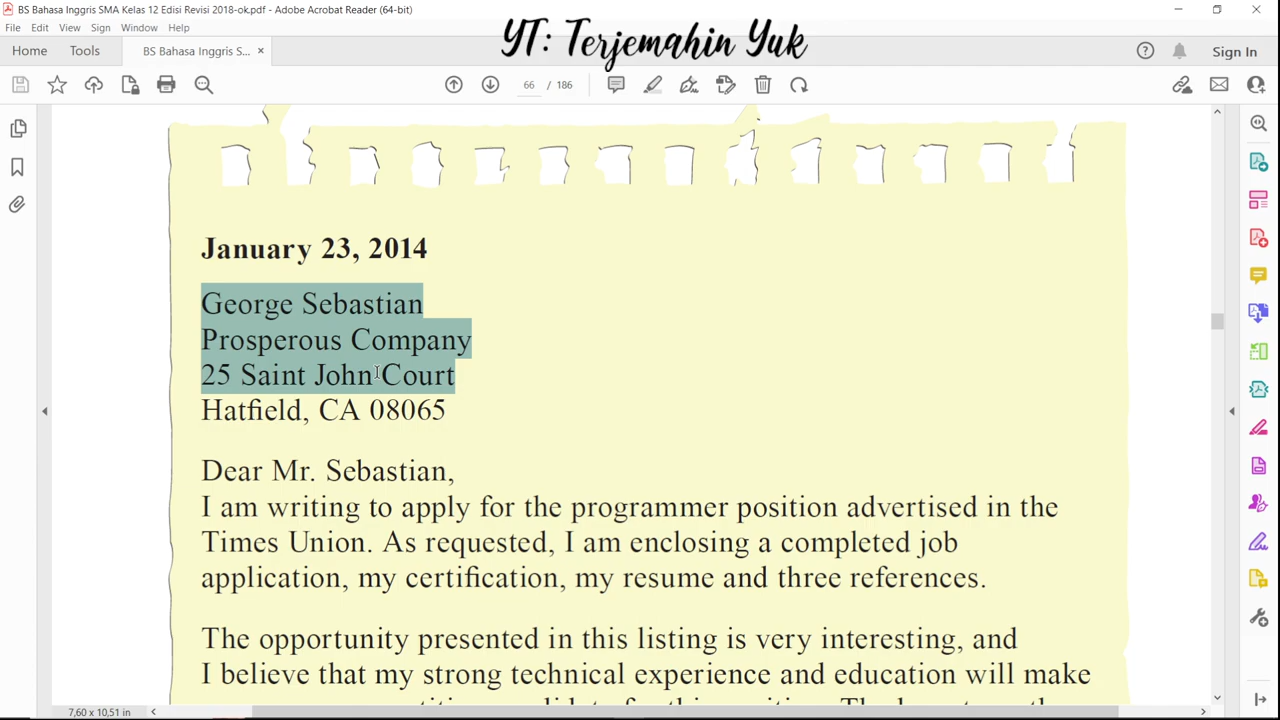 BS Bahasa Inggris SMA Kelas 12 Edisi Revisi 2018-ok.pdf - Adobe Acrobat Reader (64-bit)
File Edit View Sign Window Help
YT: Terjemahin Yuk
Home Tools BS Bahasa Inggris S... × Sign In
66 / 186
January 23, 2014
George Sebastian
Prosperous Company
25 Saint John Court
Hatfield, CA 08065
Dear Mr. Sebastian,
I am writing to apply for the programmer position advertised in the
Times Union. As requested, I am enclosing a completed job
application, my certification, my resume and three references.
The opportunity presented in this listing is very interesting, and
I believe that my strong technical experience and education will make
7,60 x 10,51 in